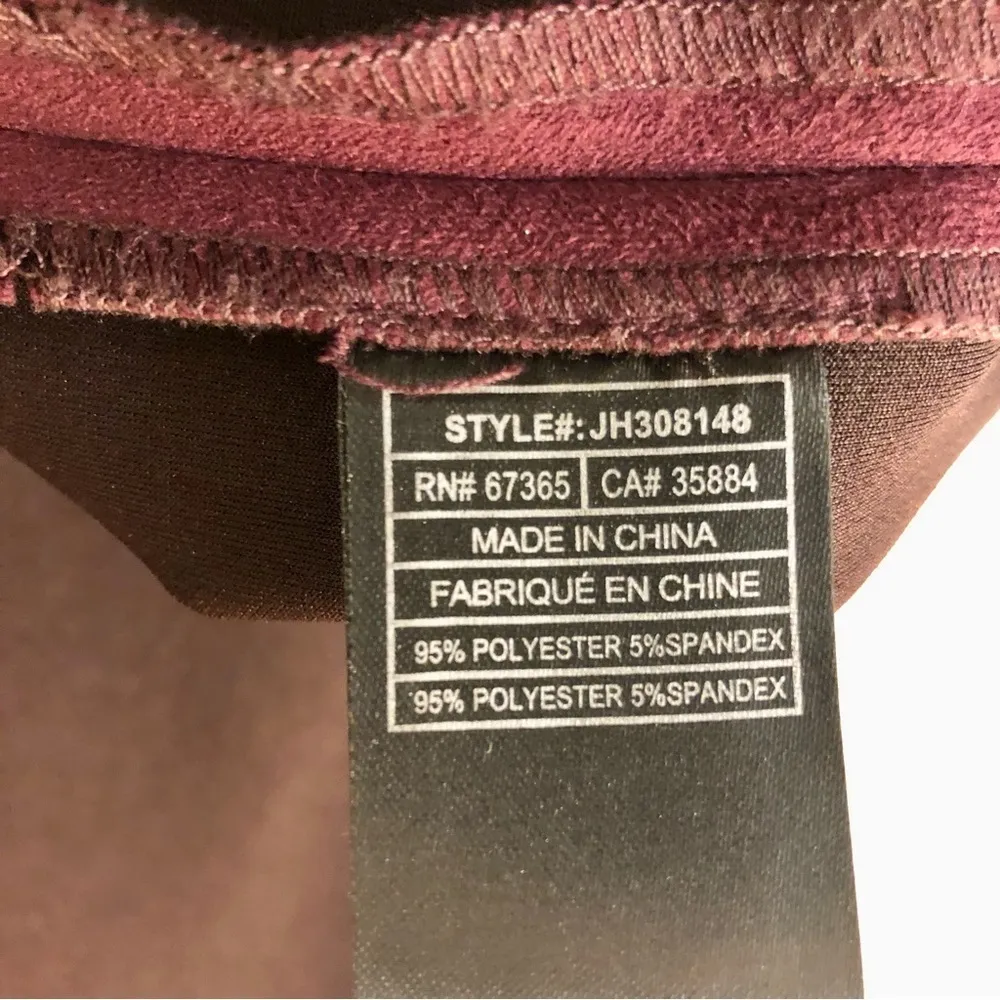 STYLE#: JH308148
RN# 67365 CA# 35884
MADE IN CHINA
FABRIQUÉ EN CHINE
95% POLYESTER 5%SPANDEX
95% POLYESTER 5%SPANDEX